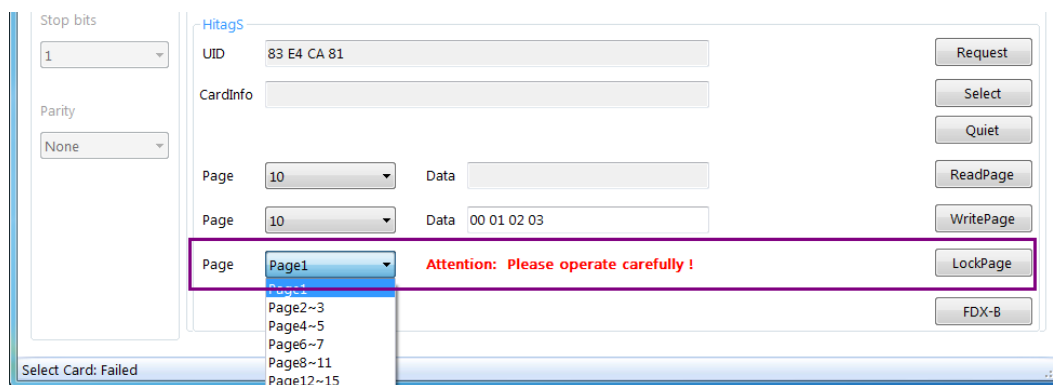 Stop bits
1
Parity
None
HitagS
UID 83 E4 CA 81 Request
CardInfo Select
Quiet
Page 10 Data ReadPage
Page 10 Data 00 01 02 03 WritePage
Page Page1 Attention: Please operate carefully ! LockPage
Page1
Page2~3
Page4~5
Page6~7
Page8~11
Page12~15
FDX-B
Select Card: Failed